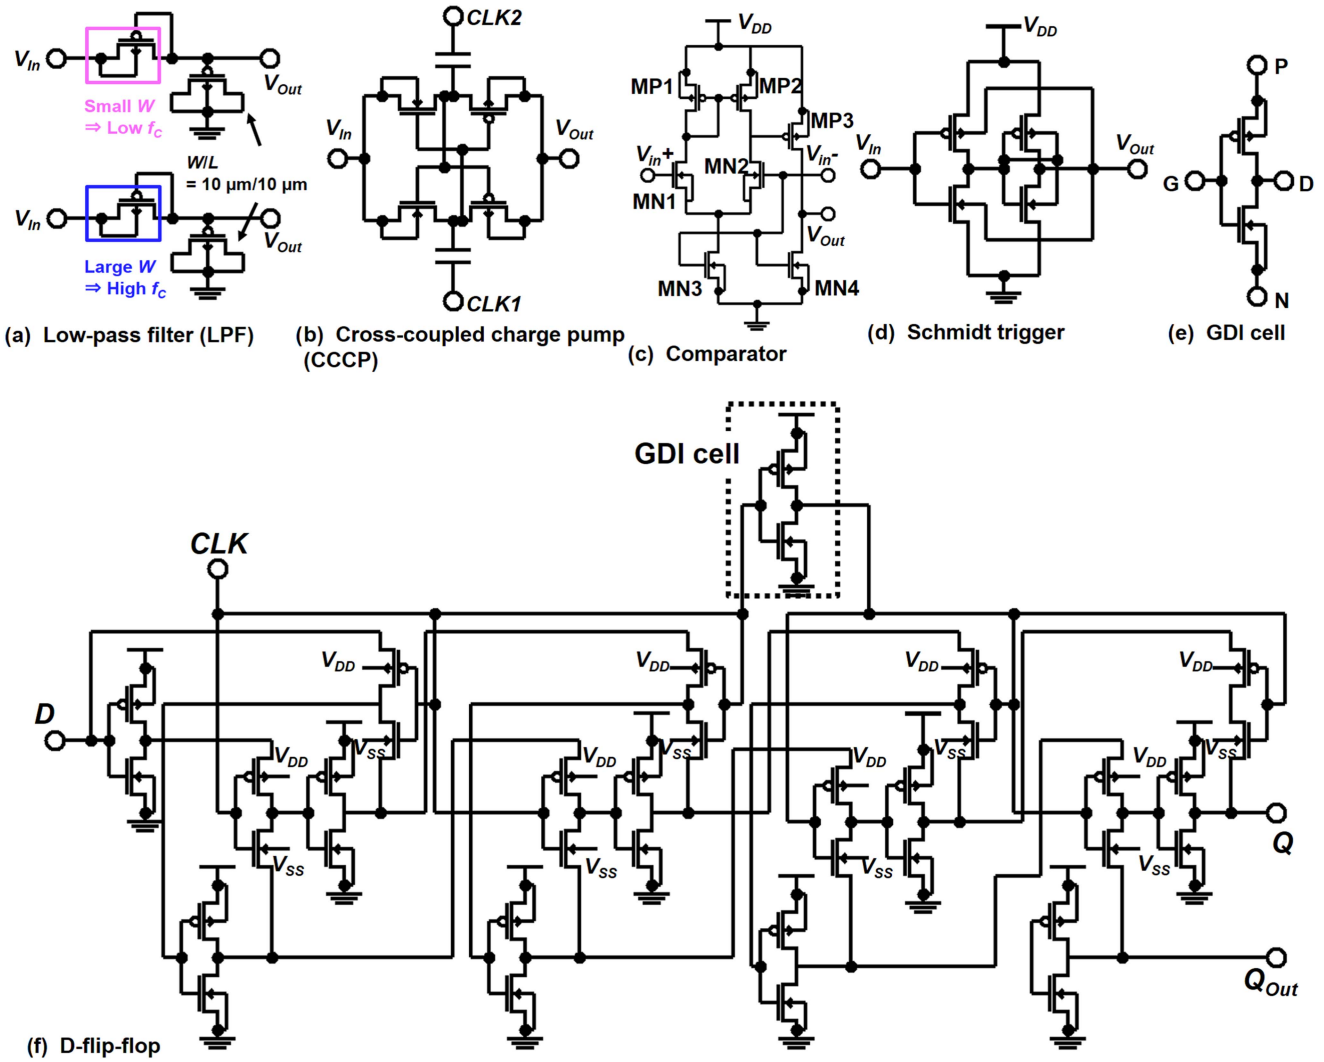 V_In
V_Out
Small W
⇒ Low f_C
W/L
= 10 μm/10 μm
V_In
V_Out
Large W
⇒ High f_C
(a) Low-pass filter (LPF)
CLK2
V_In
V_Out
CLK1
(b) Cross-coupled charge pump
(CCCP)
V_DD
MP1
MP2
MP3
V_in+
MN2
V_in-
MN1
V_Out
MN3
MN4
(c) Comparator
V_DD
V_In
V_Out
(d) Schmidt trigger
P
G
D
N
(e) GDI cell
GDI cell
CLK
V_DD
V_DD
V_DD
V_DD
D
V_SS
V_SS
V_SS
V_SS
V_DD
V_DD
V_DD
V_DD
V_SS
V_SS
V_SS
V_SS
Q
Q_Out
(f) D-flip-flop